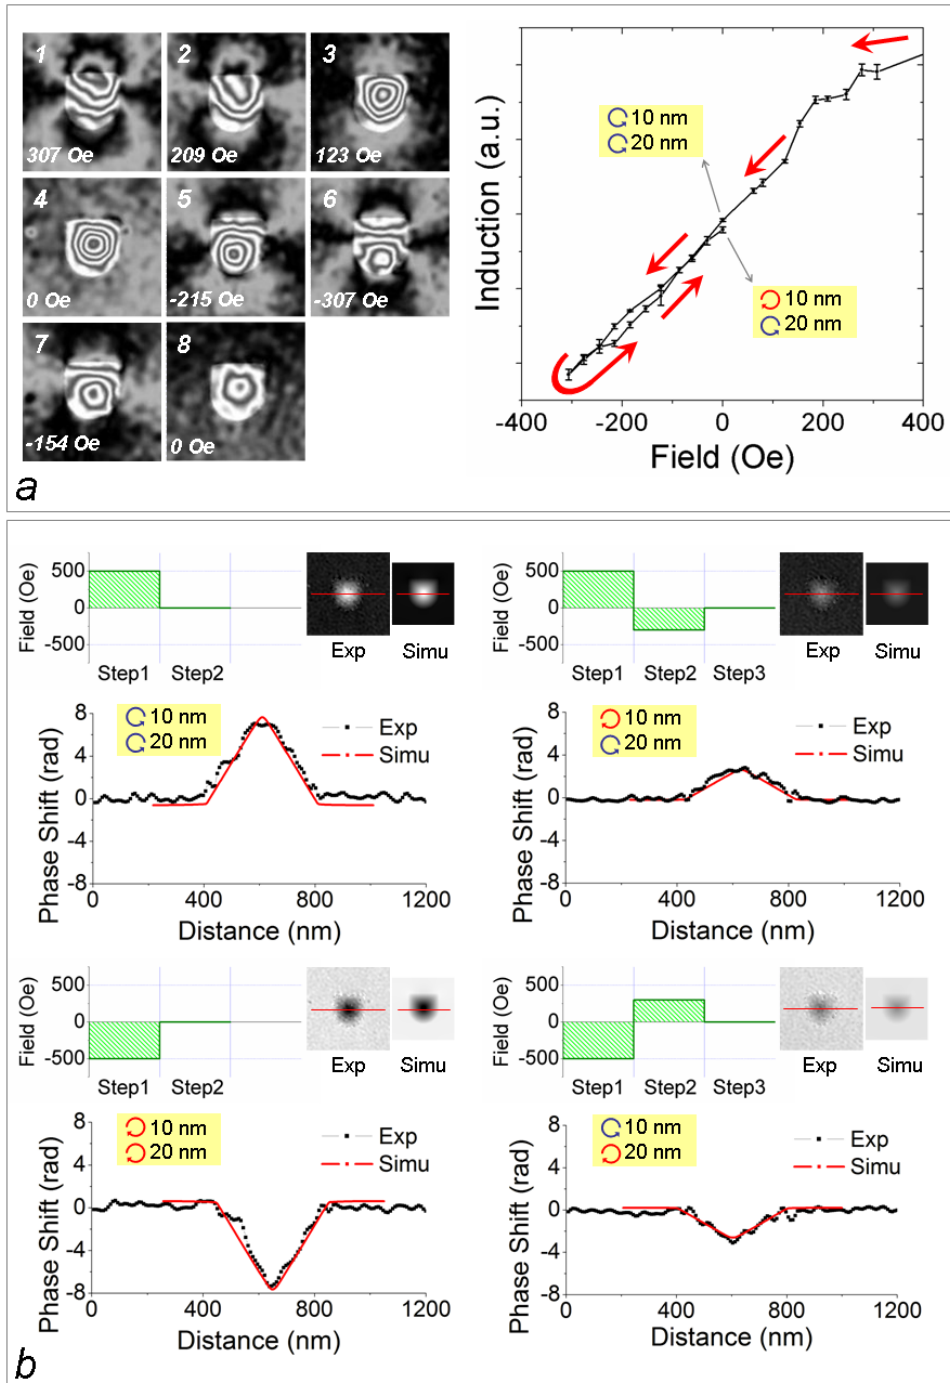 1
2
3
307 Oe
209 Oe
123 Oe
4
5
6
0 Oe
-215 Oe
-307 Oe
7
8
-154 Oe
0 Oe
a
Induction (a.u.)
10 nm
20 nm
10 nm
20 nm
-400
-200
0
200
400
Field (Oe)
Field (Oe)
500
0
-500
Step1
Step2
Exp
Simu
Field (Oe)
500
0
-500
Step1
Step2
Step3
Exp
Simu
Phase Shift (rad)
8
4
0
-4
-8
10 nm
20 nm
Exp
Simu
0
400
800
1200
Distance (nm)
Phase Shift (rad)
8
4
0
-4
-8
10 nm
20 nm
Exp
Simu
0
400
800
1200
Distance (nm)
Field (Oe)
500
0
-500
Step1
Step2
Exp
Simu
Field (Oe)
500
0
-500
Step1
Step2
Step3
Exp
Simu
Phase Shift (rad)
8
4
0
-4
-8
10 nm
20 nm
Exp
Simu
0
400
800
1200
Distance (nm)
Phase Shift (rad)
8
4
0
-4
-8
10 nm
20 nm
Exp
Simu
0
400
800
1200
Distance (nm)
b